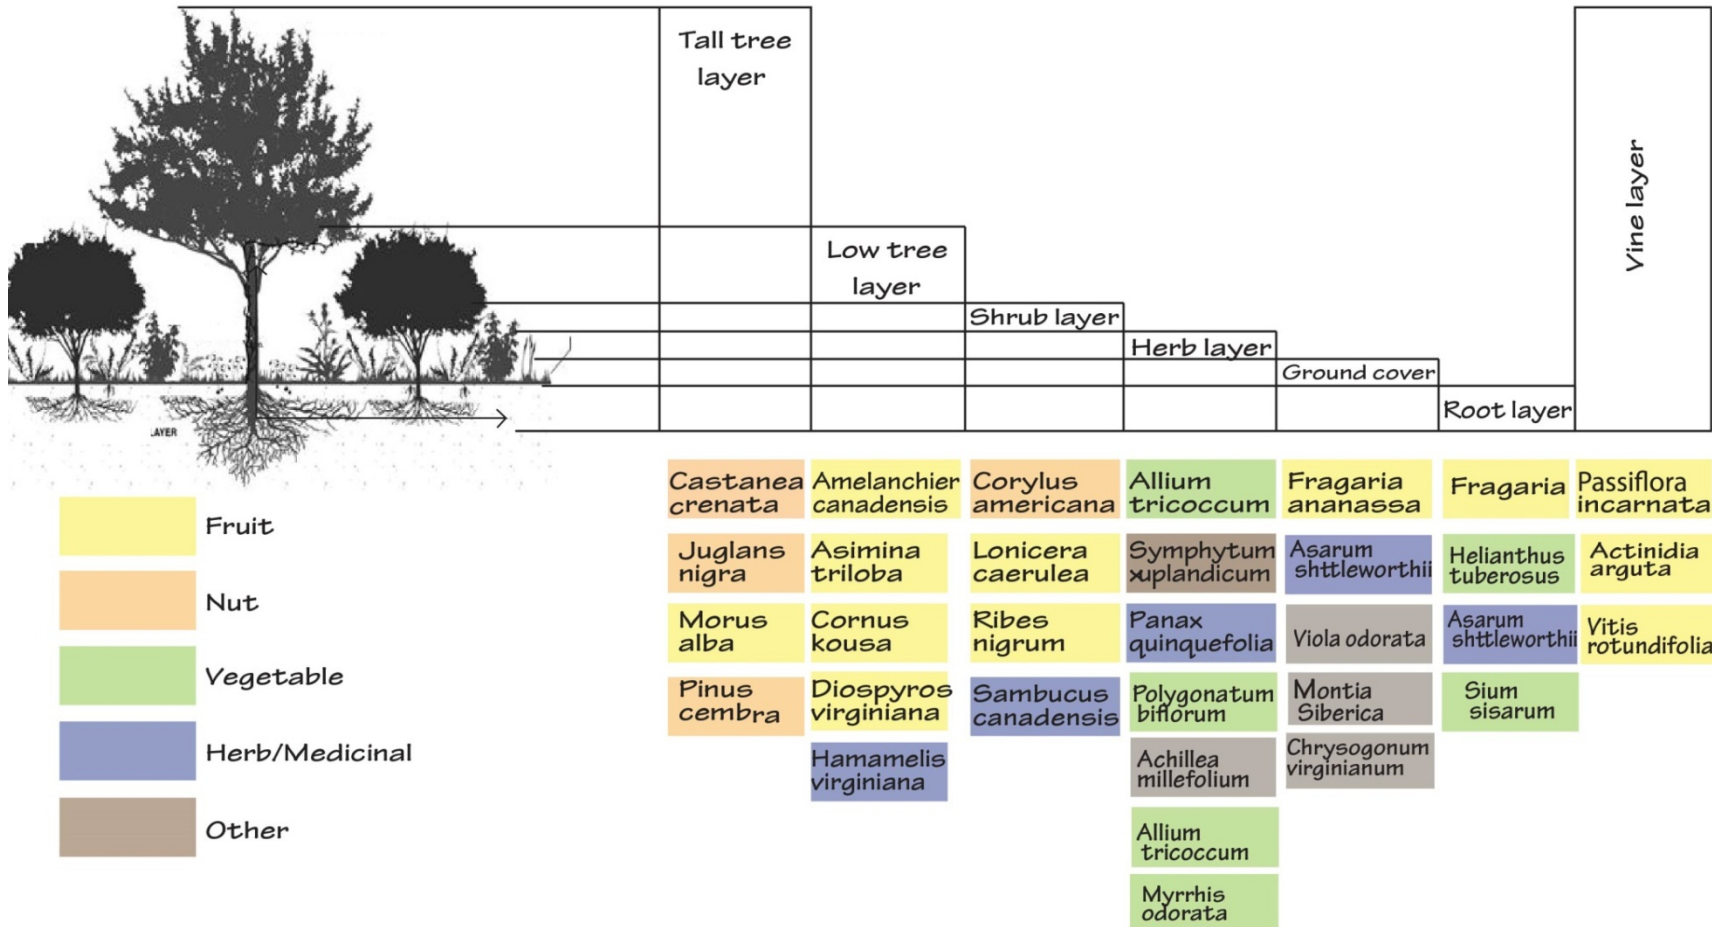 Tall tree
layer
Low tree
layer
Shrub layer
Herb layer
Ground cover
Root layer
Vine layer
LAYER
Fruit
Nut
Vegetable
Herb/Medicinal
Other
Castanea
crenata
Juglans
nigra
Morus
alba
Pinus
cembra
Amelanchier
canadensis
Asimina
triloba
Cornus
kousa
Diospyros
virginiana
Hamamelis
virginiana
Corylus
americana
Lonicera
caerulea
Ribes
nigrum
Sambucus
canadensis
Allium
tricoccum
Symphytum
xuplandicum
Panax
quinquefolia
Polygonatum
biflorum
Achillea
millefolium
Allium
tricoccum
Myrrhis
odorata
Fragaria
ananassa
Asarum
shttleworthii
Viola odorata
Montia
Siberica
Chrysogonum
virginianum
Fragaria
Helianthus
tuberosus
Asarum
shttleworthii
Sium
sisarum
Passiflora
incarnata
Actinidia
arguta
Vitis
rotundifolia